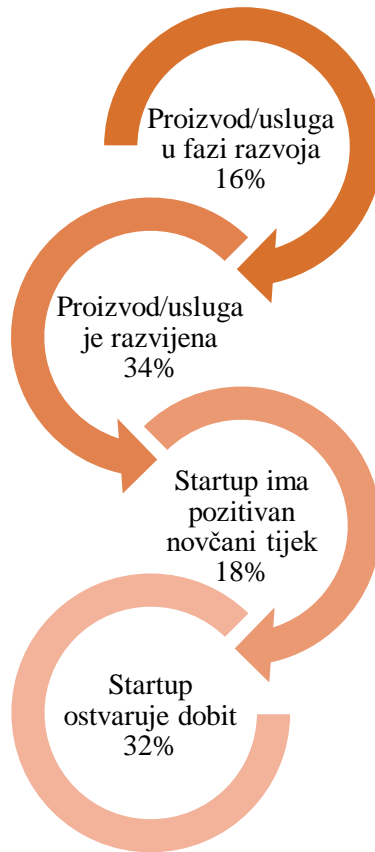 Proizvod/usluga
u fazi razvoja
16%
Proizvod/usluga
je razvijena
34%
Startup ima
pozitivan
novčani tijek
18%
Startup
ostvaruje dobit
32%